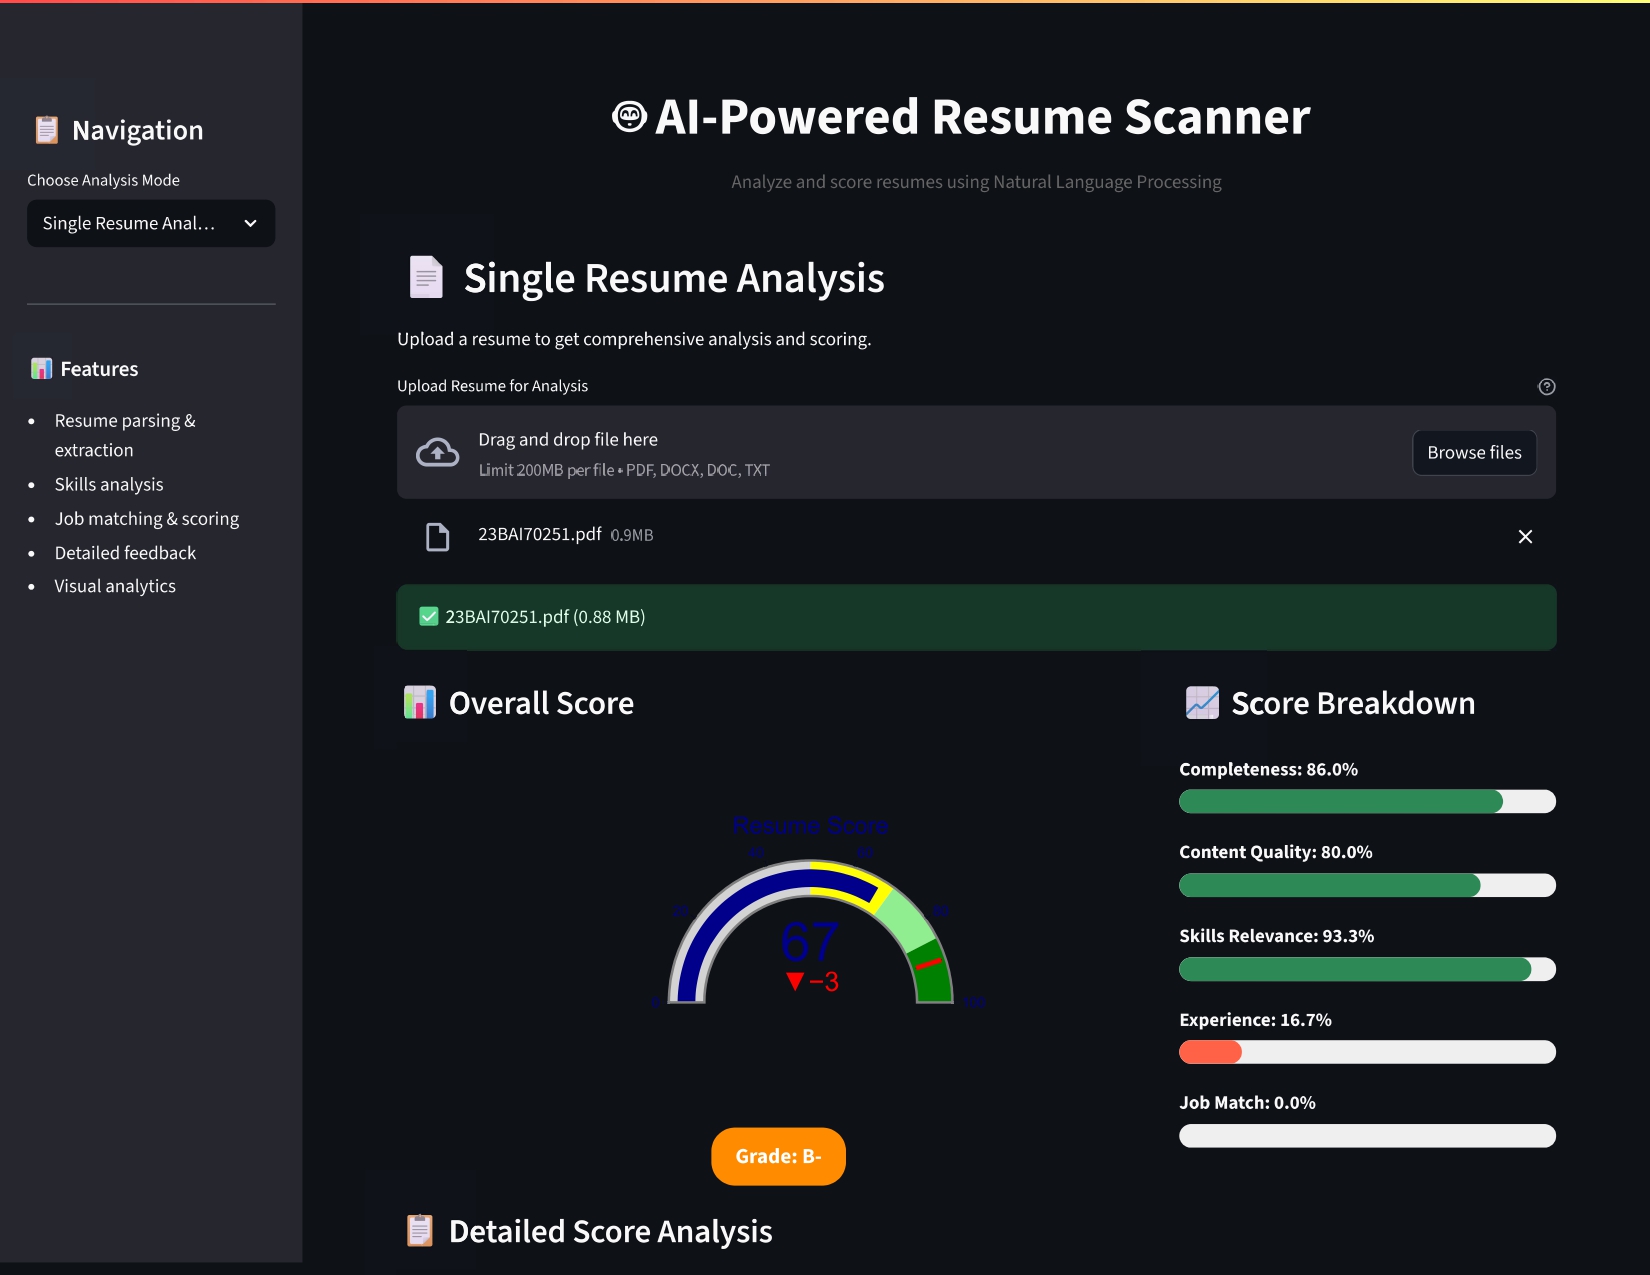 Navigation
Choose Analysis Mode
Single Resume Anal...
Features
Resume parsing &
extraction
Skills analysis
Job matching & scoring
Detailed feedback
Visual analytics
AI-Powered Resume Scanner
Analyze and score resumes using Natural Language Processing
Single Resume Analysis
Upload a resume to get comprehensive analysis and scoring.
Upload Resume for Analysis
Drag and drop file here
Limit 200MB per file • PDF, DOCX, DOC, TXT
Browse files
23BAI70251.pdf 0.9MB
23BAI70251.pdf (0.88 MB)
Overall Score
Resume Score
20
80
0
100
67
▼−3
Grade: B-
Score Breakdown
Completeness: 86.0%
Content Quality: 80.0%
Skills Relevance: 93.3%
Experience: 16.7%
Job Match: 0.0%
Detailed Score Analysis